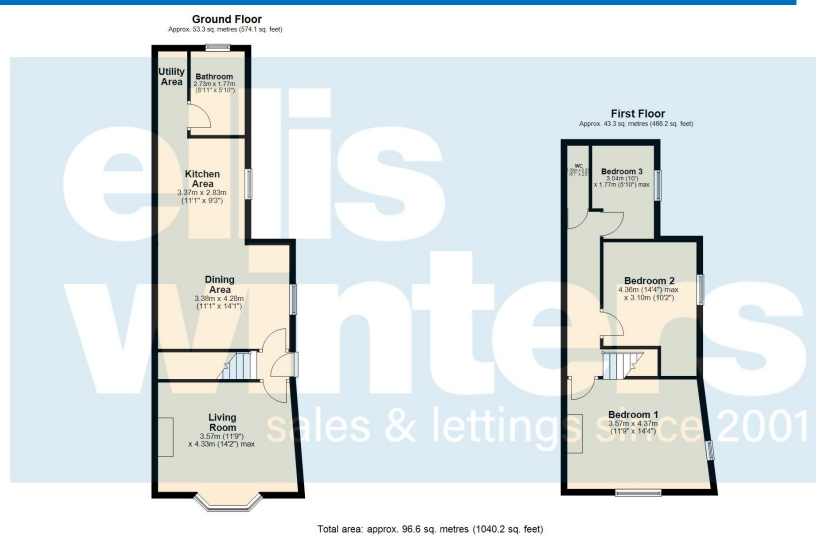 Ground Floor
Approx. 53.3 sq. metres (574.1 sq. feet)
Utility
Area
Bathroom
2.73m x 1.77m
(8'11" x 5'10")
Kitchen
Area
3.37m x 2.83m
(11'1" x 9'3")
Dining
Area
3.38m x 4.28m
(11'1" x 14'1")
Living
Room
3.57m (11'9")
x 4.33m (14'2") max
First Floor
Approx. 43.3 sq. metres (466.2 sq. feet)
WC
Bedroom 3
3.04m (10')
x 1.77m (5'10") max
Bedroom 2
4.36m (14'4") max
x 3.10m (10'2")
Bedroom 1
3.57m x 4.37m
(11'9" x 14'4")
ellis
winters
sales & lettings since 2001
Total area: approx. 96.6 sq. metres (1040.2 sq. feet)